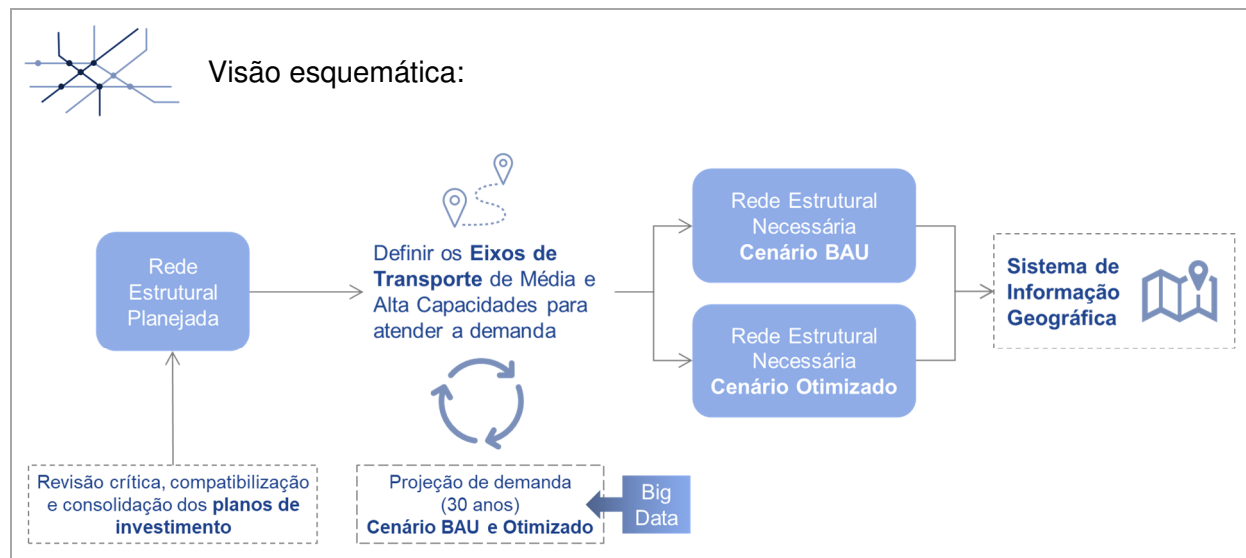 Visão esquemática:
Rede
Estrutural
Planejada
Definir os Eixos de
Transporte de Média e
Alta Capacidades para
atender a demanda
Rede Estrutural
Necessária
Cenário BAU
Rede Estrutural
Necessária
Cenário Otimizado
Sistema de
Informação
Geográfica
Revisão crítica, compatibilização
e consolidação dos planos de
investimento
Projeção de demanda
(30 anos)
Cenário BAU e Otimizado
Big
Data